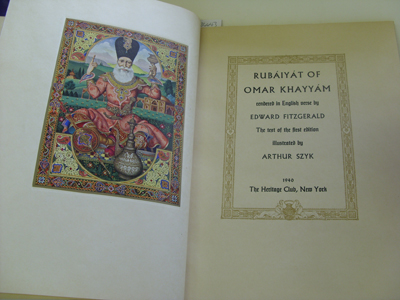 RUBÁIYÁT OF
OMAR KHAYYÁM
rendered in English verse by
EDWARD FITZGERALD
The text of the first edition
illustrated by
ARTHUR SZYK
1940
The Heritage Club, New York